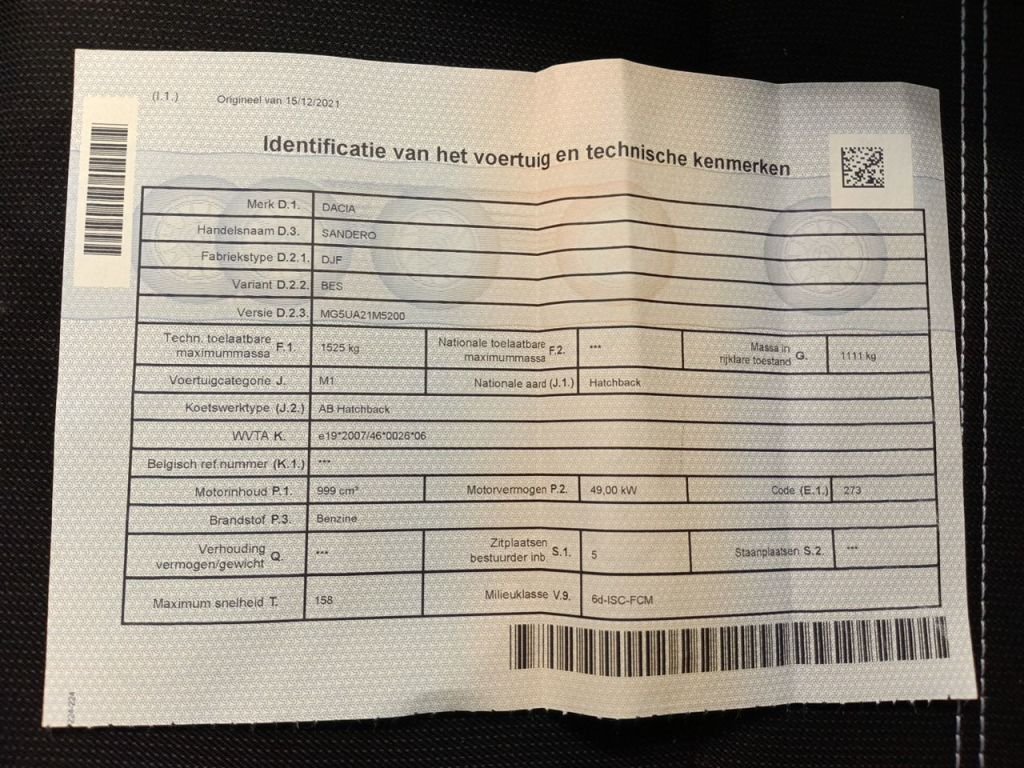 (I.1.) Origineel van 15/12/2021
Identificatie van het voertuig en technische kenmerken
Merk D.1. DACIA
Handelsnaam D.3. SANDERO
Fabriekstype D.2.1. DJF
Variant D.2.2. BES
Versie D.2.3. MG5UA21M5200
Techn. toelaatbare maximummassa F.1. 1525 kg Nationale toelaatbare maximummassa F.2. *** Massa in rijklare toestand G. 1111 kg
Voertuigcategorie J. M1 Nationale aard (J.1.) Hatchback
Koetswerktype (J.2.) AB Hatchback
WVTA K. e19*2007/46*0026*06
Belgisch ref.nummer (K.1.) ***
Motorinhoud P.1. 999 cm³ Motorvermogen P.2. 49,00 kW Code (E.1.) 273
Brandstof P.3. Benzine
Verhouding vermogen/gewicht Q. *** Zitplaatsen bestuurder inb. S.1. 5 Staanplaatsen S.2. ***
Maximum snelheid T. 158 Milieuklasse V.9. 6d-ISC-FCM
224-224